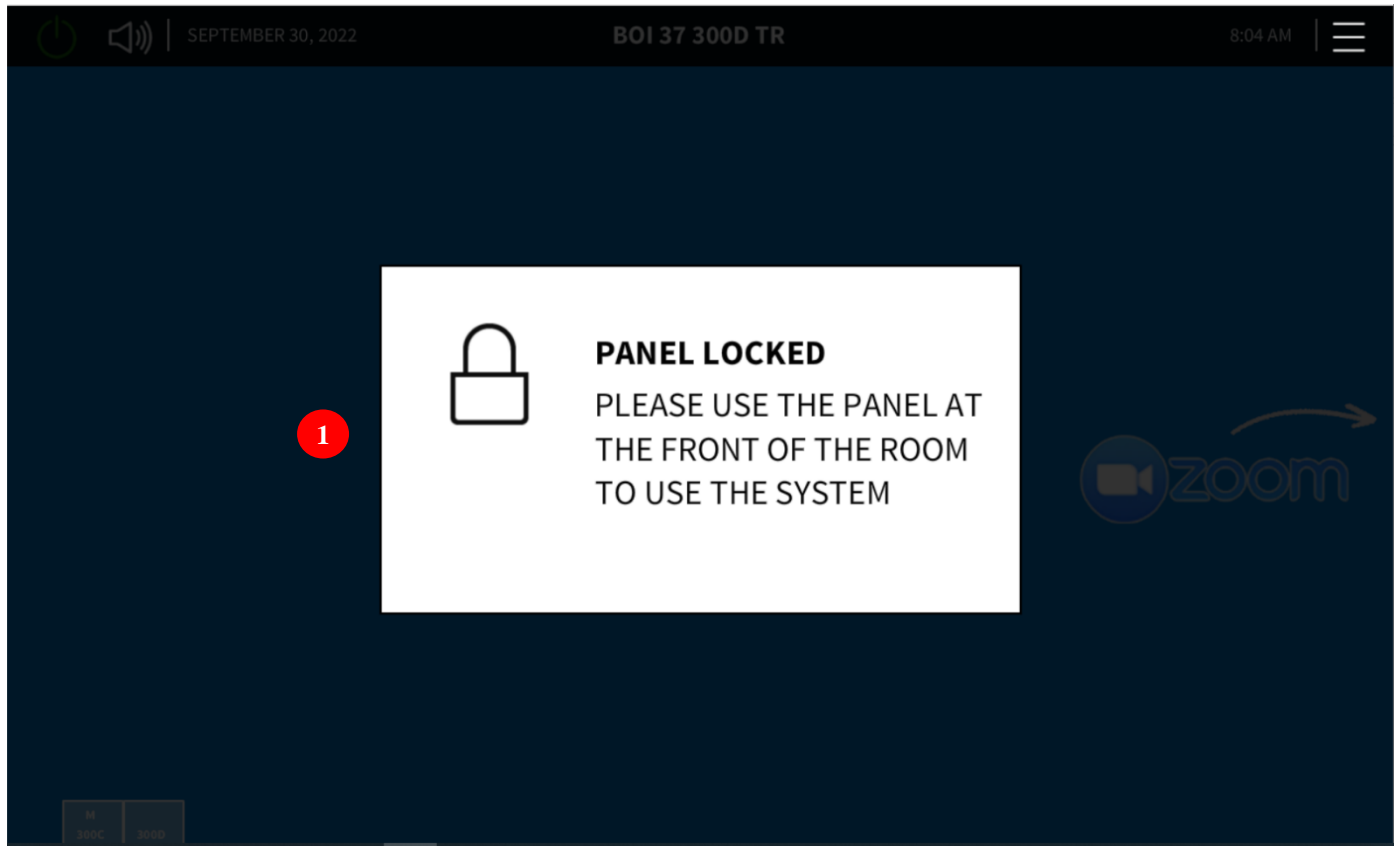 SEPTEMBER 30, 2022
BOI 37 300D TR
8:04 AM
PANEL LOCKED
PLEASE USE THE PANEL AT
THE FRONT OF THE ROOM
TO USE THE SYSTEM
1
zoom
M
300C 300D